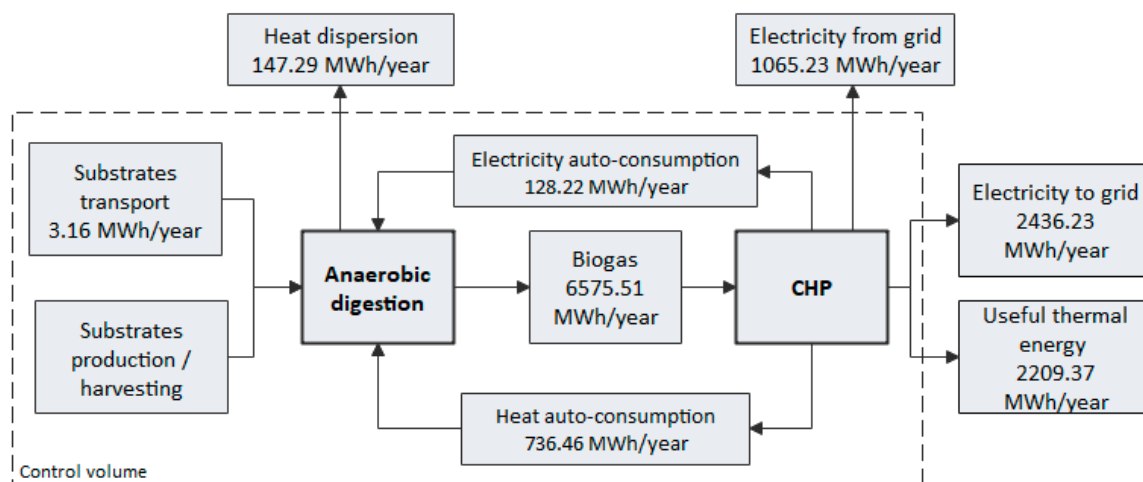 Heat dispersion
147.29 MWh/year
Electricity from grid
1065.23 MWh/year
Substrates
transport
3.16 MWh/year
Electricity auto-consumption
128.22 MWh/year
Electricity to grid
2436.23
MWh/year
Anaerobic
digestion
Biogas
6575.51
MWh/year
CHP
Substrates
production /
harvesting
Useful thermal
energy
2209.37
MWh/year
Heat auto-consumption
736.46 MWh/year
Control volume